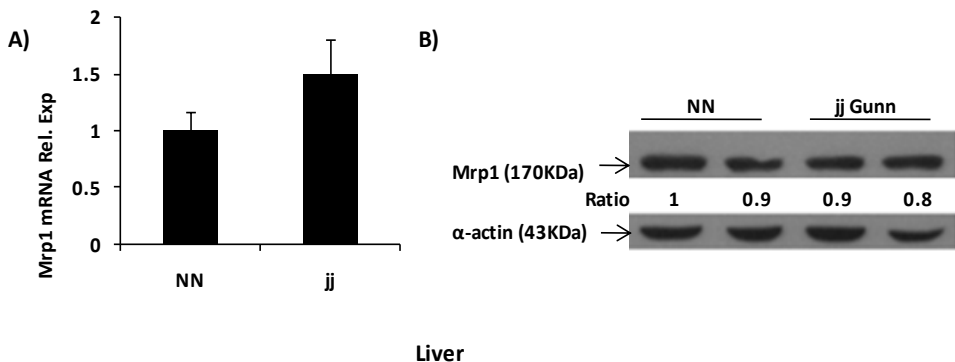 A)
Mrp1 mRNA Rel. Exp
2
1.5
1
0.5
0
NN
jj
B)
NN jj Gunn
Mrp1 (170KDa)
Ratio 1 0.9 0.9 0.8
α-actin (43KDa)
Liver